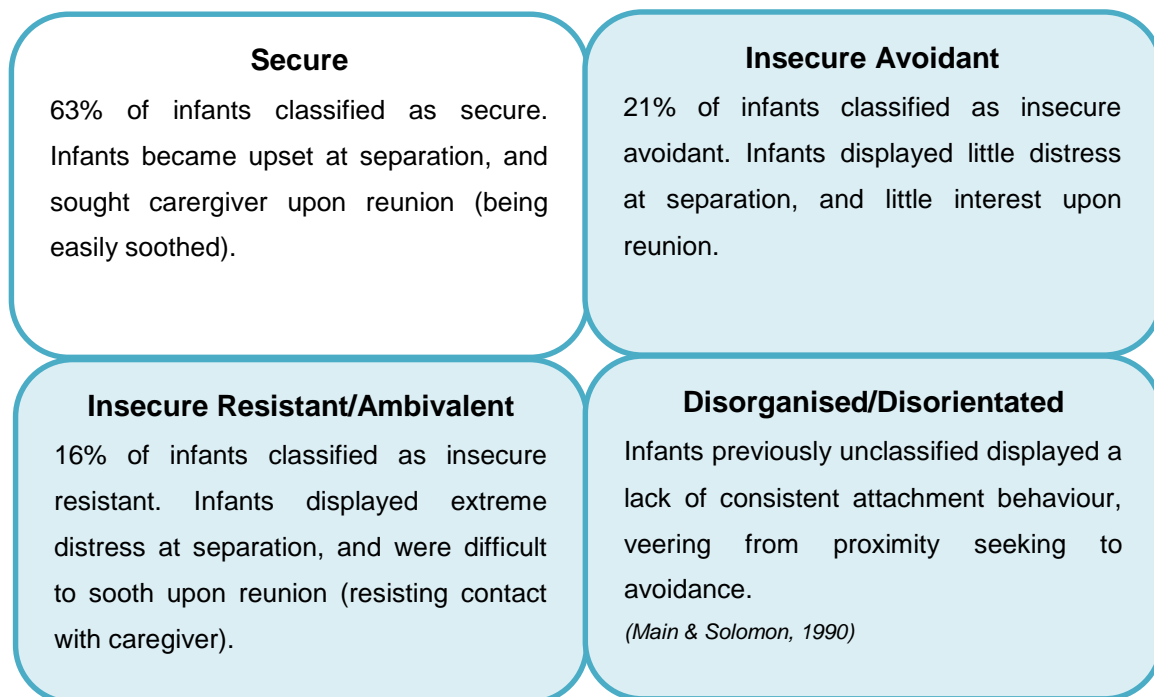 Secure
63% of infants classified as secure.
Infants became upset at separation, and
sought carergiver upon reunion (being
easily soothed).
Insecure Avoidant
21% of infants classified as insecure
avoidant. Infants displayed little distress
at separation, and little interest upon
reunion.
Insecure Resistant/Ambivalent
16% of infants classified as insecure
resistant. Infants displayed extreme
distress at separation, and were difficult
to sooth upon reunion (resisting contact
with caregiver).
Disorganised/Disorientated
Infants previously unclassified displayed a
lack of consistent attachment behaviour,
veering from proximity seeking to
avoidance.
(Main & Solomon, 1990)